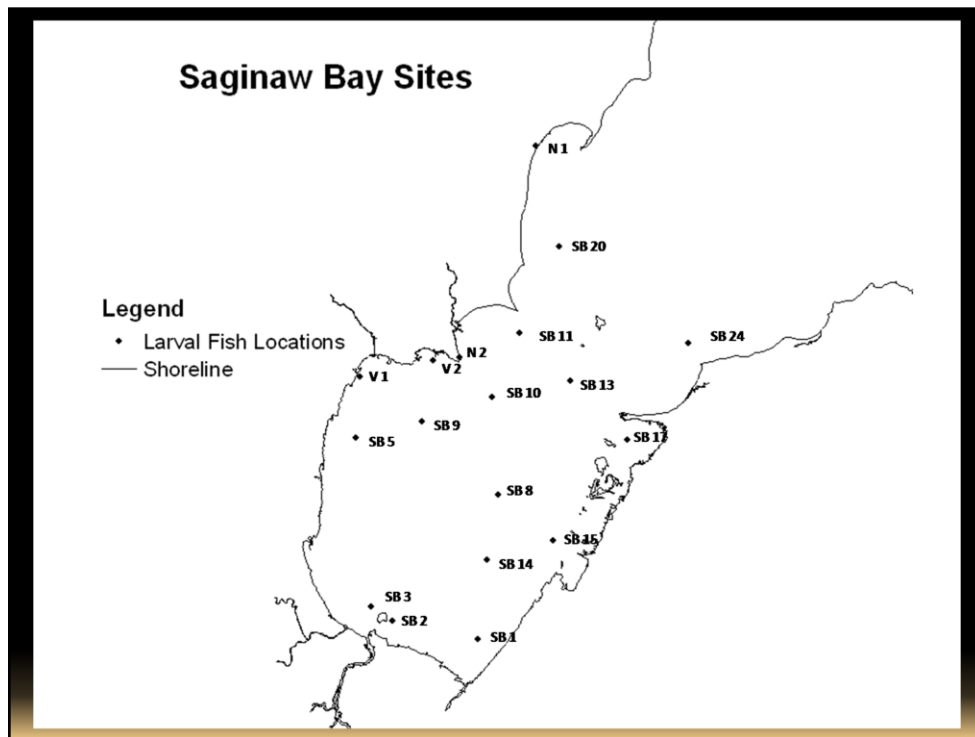 Saginaw Bay Sites
N1
SB20
Legend
Larval Fish Locations
Shoreline
SB11
SB24
N2
V2
V1
SB13
SB10
SB9
SB5
SB17
SB8
SB15
SB14
SB3
SB2
SB1